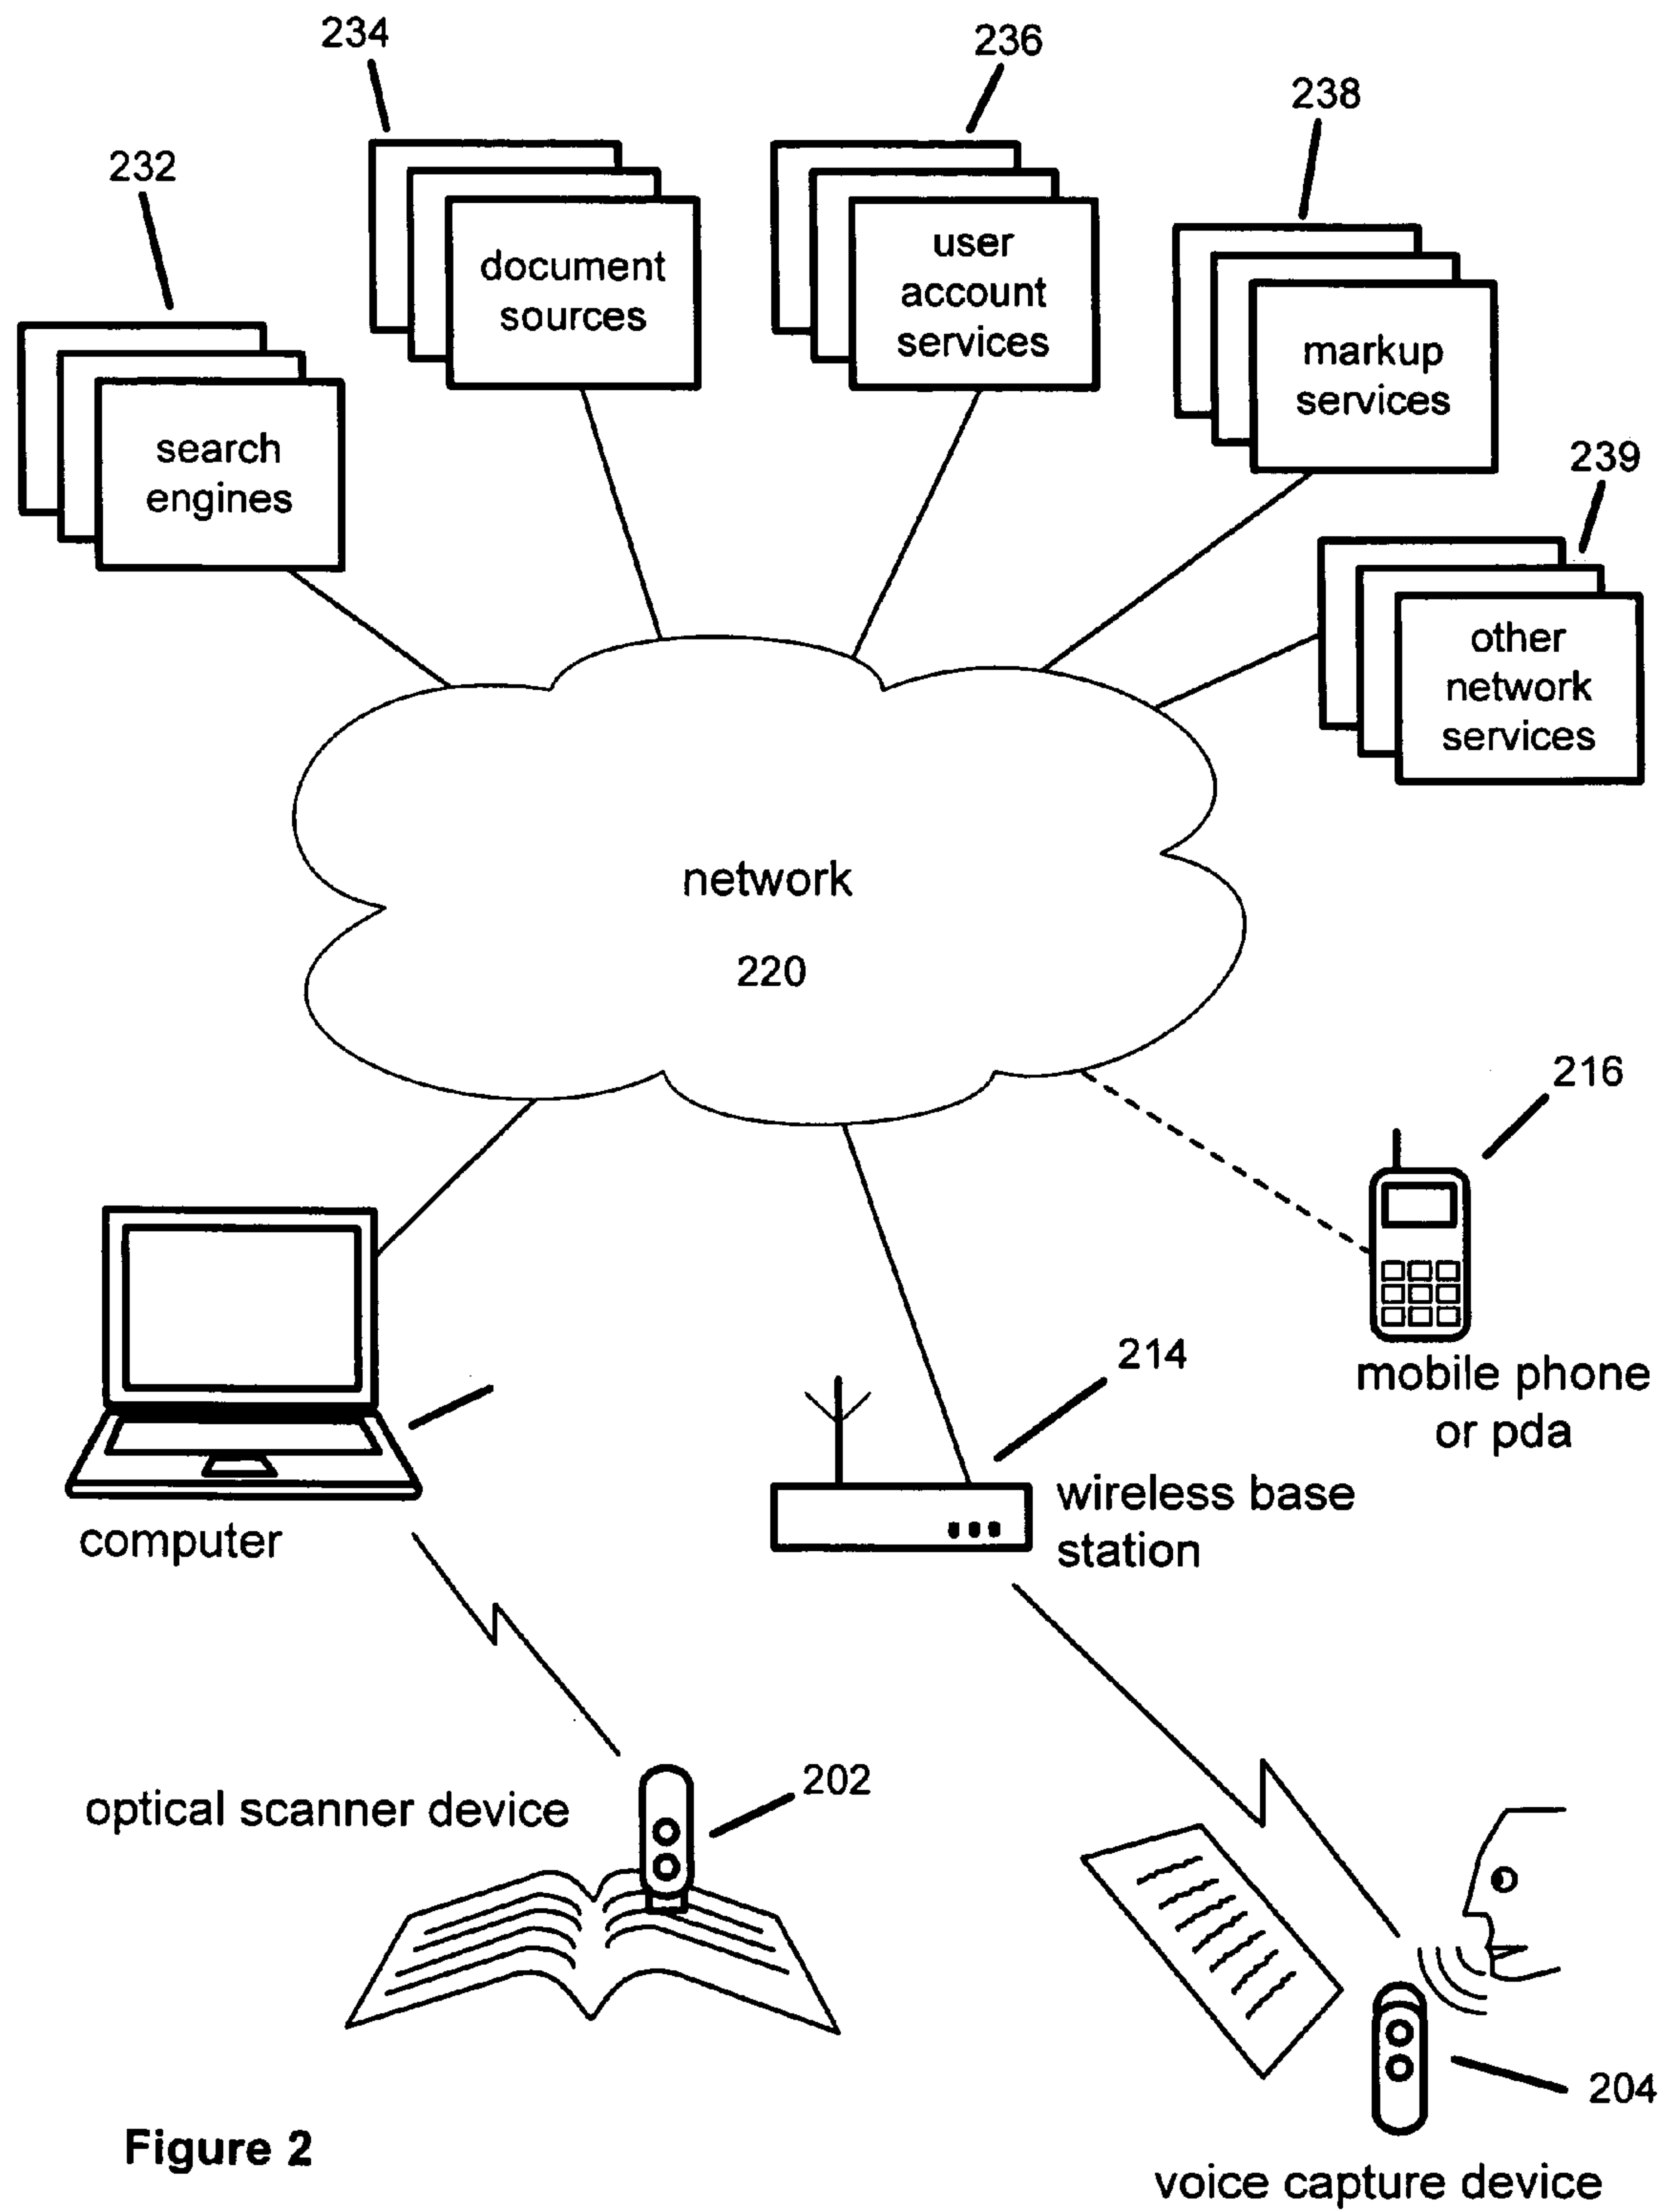 234
236
238
232
document
sources
user
account
services
markup
services
search
engines
239
other
network
services
network
220
216
mobile phone
or pda
214
wireless base
station
computer
optical scanner device
202
204
Figure 2
voice capture device